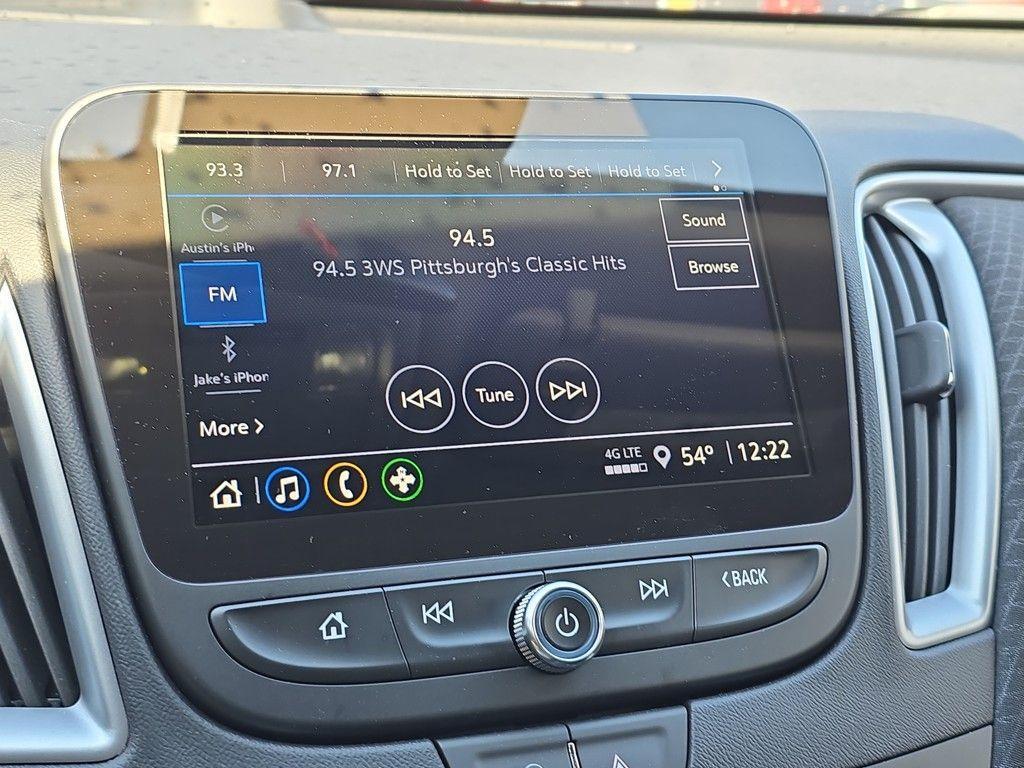 93.3 97.1 Hold to Set Hold to Set Hold to Set
Austin's iPh
94.5
Sound
94.5 3WS Pittsburgh's Classic Hits
Browse
FM
Jake's iPhon
Tune
More
4G LTE 54° 12:22
BACK